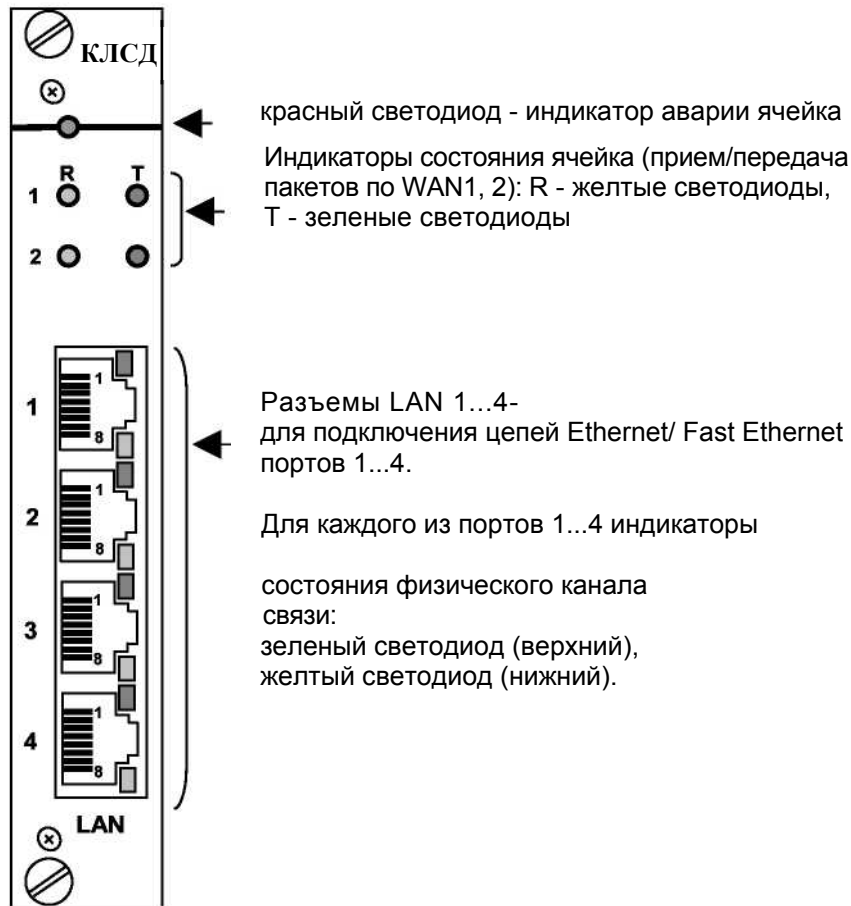 КЛСД
красный светодиод - индикатор аварии ячейка
Индикаторы состояния ячейка (прием/передача
пакетов по WAN1, 2): R - желтые светодиоды,
T - зеленые светодиоды
R T
1
2
1
1
8
2
1
8
3
1
8
4
1
8
LAN
Разъемы LAN 1...4-
для подключения цепей Ethernet/ Fast Ethernet
портов 1...4.
Для каждого из портов 1...4 индикаторы
состояния физического канала
связи:
зеленый светодиод (верхний),
желтый светодиод (нижний).